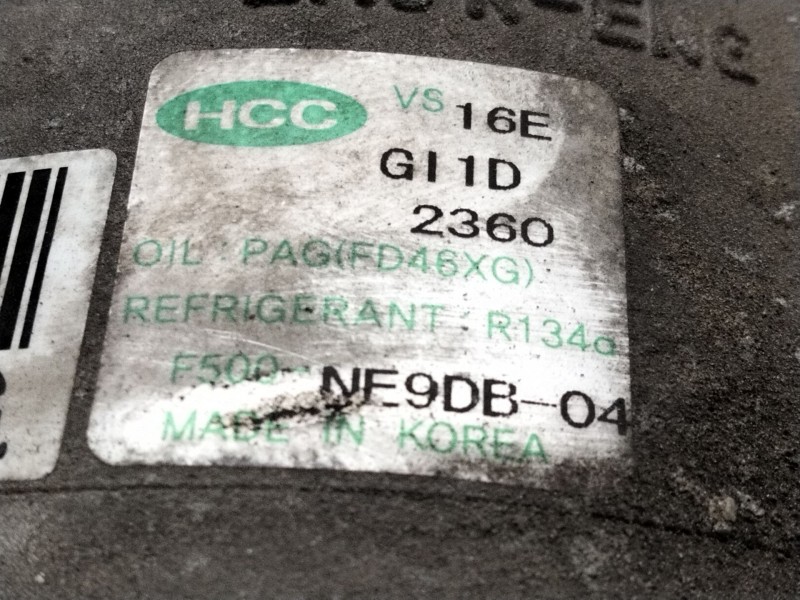 HCC VS 16E
GI1D
2360
OIL PAG(FD46XG)
REFRIGERANT : R134a
F500- NE9DB-04
MADE IN KOREA